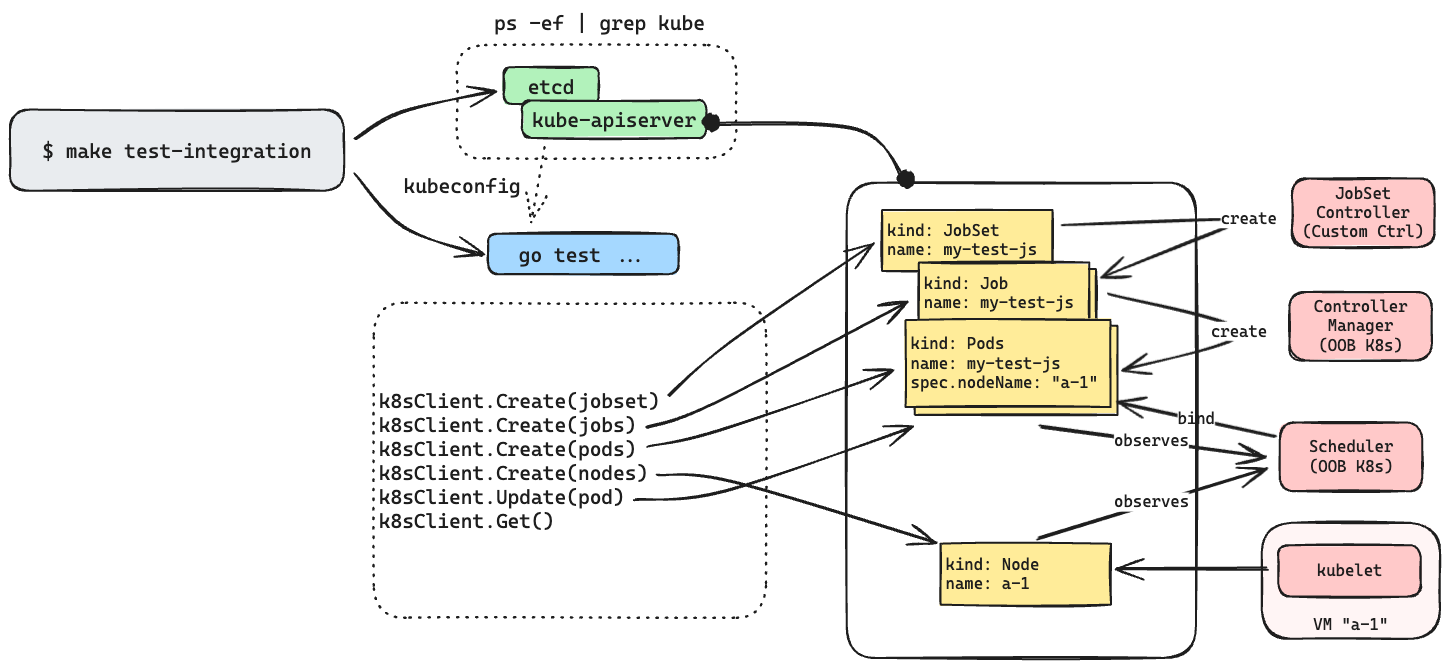 ps -ef | grep kube
etcd
kube-apiserver
$ make test-integration
kubeconfig
go test ...
k8sClient.Create(jobset)
k8sClient.Create(jobs)
k8sClient.Create(pods)
k8sClient.Create(nodes)
k8sClient.Update(pod)
k8sClient.Get()
kind: JobSet
name: my-test-js
kind: Job
name: my-test-js
kind: Pods
name: my-test-js
spec.nodeName: "a-1"
kind: Node
name: a-1
create
create
bind
observes
observes
JobSet
Controller
(Custom Ctrl)
Controller
Manager
(OOB K8s)
Scheduler
(OOB K8s)
kubelet
VM "a-1"